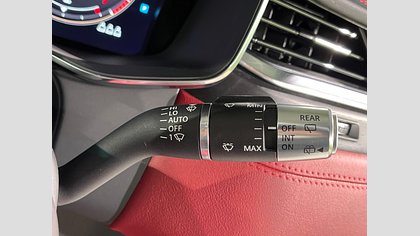 HI
LO
AUTO
OFF
1
MIN
MAX
REAR
OFF
INT
ON